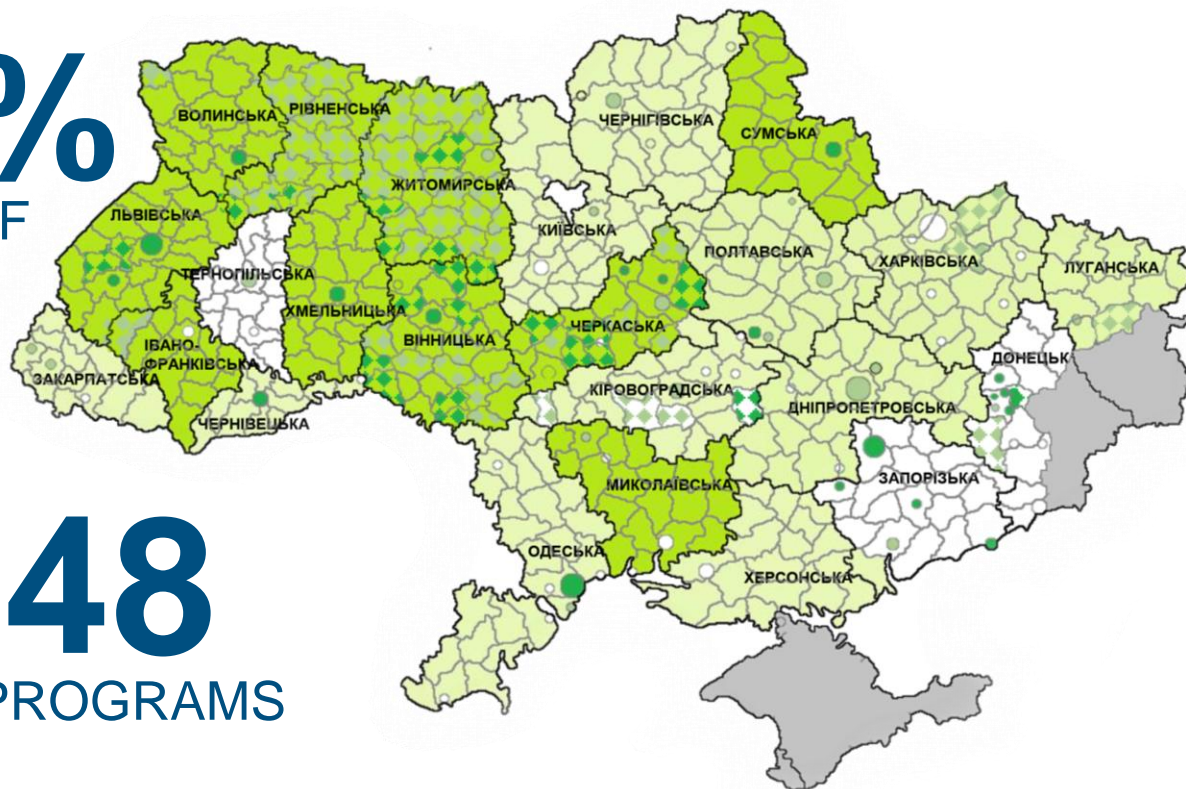 %
F
48
PROGRAMS
ВОЛИНСЬКА
РІВНЕНСЬКА
ЖИТОМИРСЬКА
ЧЕРНІГІВСЬКА
СУМСЬКА
ЛЬВІВСЬКА
КИЇВСЬКА
ПОЛТАВСЬКА
ХАРКІВСЬКА
ЛУГАНСЬКА
ТЕРНОПІЛЬСЬКА
ХМЕЛЬНИЦЬКА
ВІННИЦЬКА
ЧЕРКАСЬКА
ІВАНО-
ФРАНКІВСЬКА
ДОНЕЦЬК
ЗАКАРПАТСЬКА
КІРОВОГРАДСЬКА
ДНІПРОПЕТРОВСЬКА
ЧЕРНІВЕЦЬКА
ЗАПОРІЗЬКА
МИКОЛАЇВСЬКА
ОДЕСЬКА
ХЕРСОНСЬКА